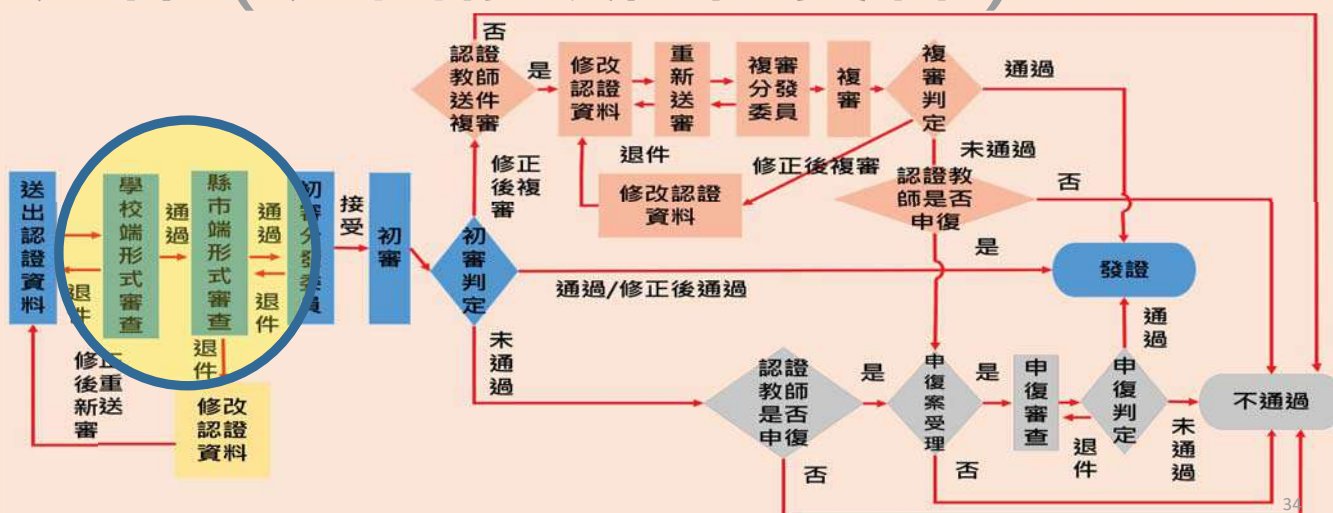 否
認證
教師
送件
複審
是
修改
認證
資料
重新送審
複審
分發
委員
複審
複審判定
通過
修正
後複
審
退件
修正後複審
修改認證
資料
未通過
認證教
師是否
申復
否
是
送出認證資料
退件
學校端形式審查
通過
縣市端形式審查
通過
退件
初審分發委員
接受
初審
初審判定
通過/修正後通過
發證
修正
後重
新送
審
退件
修改
認證
資料
未通過
認證
教師
是否
申復
是
否
申復案受理
是
否
申復審查
退件
申復判定
通過
未通過
不通過
34